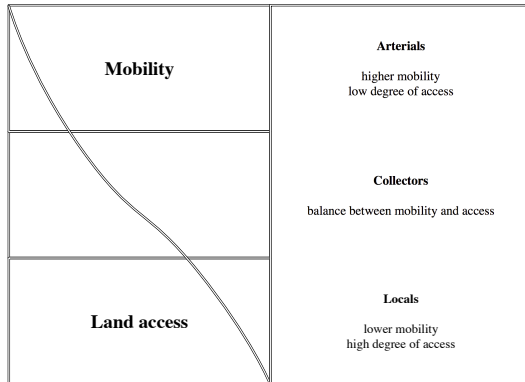 Mobility
Arterials
higher mobility
low degree of access
Collectors
balance between mobility and access
Land access
Locals
lower mobility
high degree of access